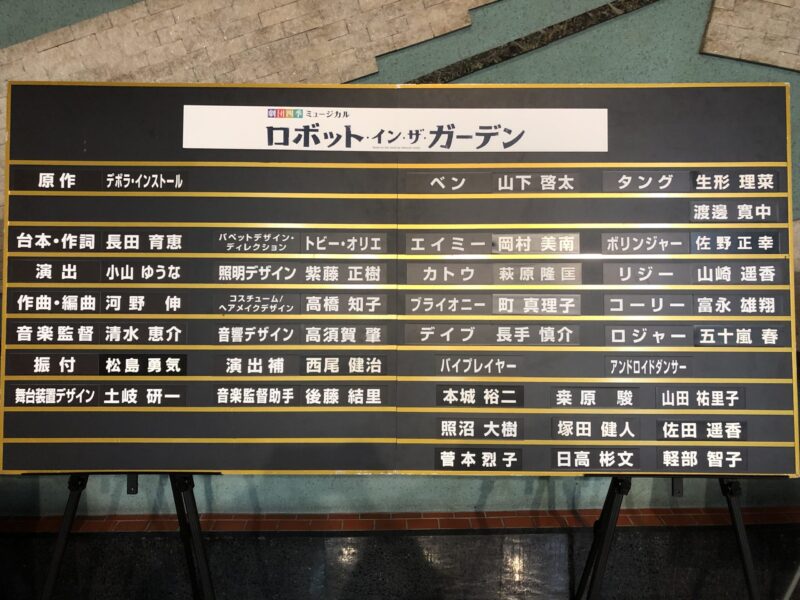 劇団四季 ミュージカル
ロボット・イン・ザ・ガーデン
原作 デボラ・インストール ベン 山下 啓太 タング 生形 理菜
渡邊 寛中
台本・作詞 長田 育恵 パペットデザイン・ディレクション トビー・オリエ エイミー 岡村 美南 ボリンジャー 佐野 正幸
演出 小山 ゆうな 照明デザイン 紫藤 正樹 カトウ 萩原 隆匡 リジー 山崎 遥香
作曲・編曲 河野 伸 コスチューム/ヘアメイクデザイン 高橋 知子 ブライオニー 町 真理子 コーリー 富永 雄翔
音楽監督 清水 恵介 音響デザイン 高須賀 肇 デイブ 長手 慎介 ロジャー 五十嵐 春
振付 松島 勇気 演出補 西尾 健治 バイプレイヤー アンドロイドダンサー
舞台装置デザイン 土岐 研一 音楽監督助手 後藤 結里 本城 裕二 桒原 駿 山田 祐里子
照沼 大樹 塚田 健人 佐田 遥香
菅本 烈子 日高 彬文 軽部 智子